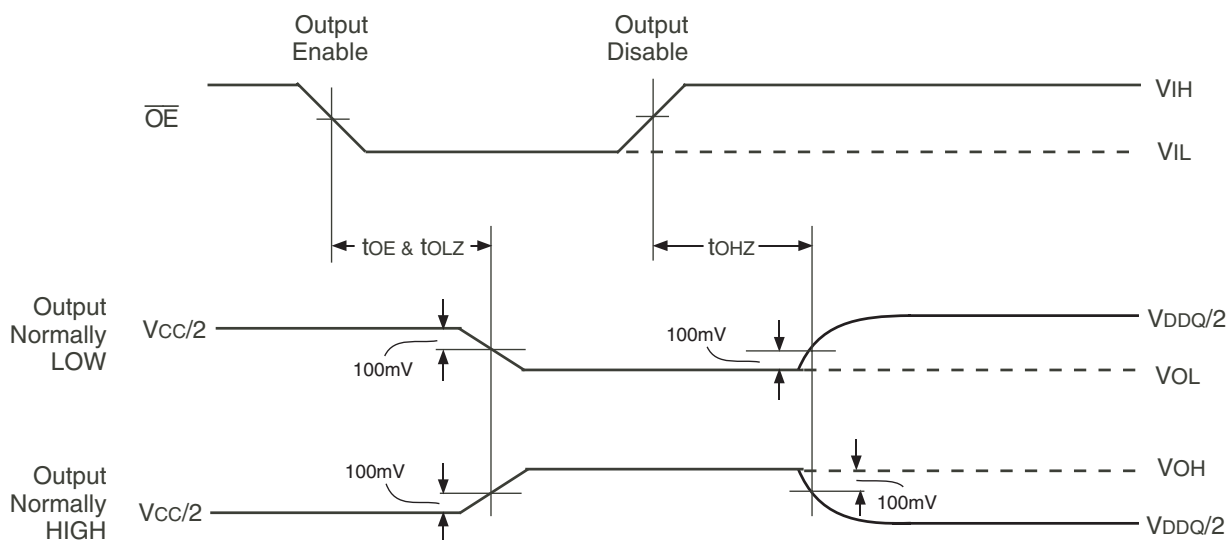 Output
Enable
Output
Disable
OE
VIH
VIL
tOE & tOLZ
tOHZ
Output
Normally
LOW
VCC/2
100mV
100mV
VDDQ/2
VOL
Output
Normally
HIGH
VCC/2
100mV
VOH
100mV
VDDQ/2